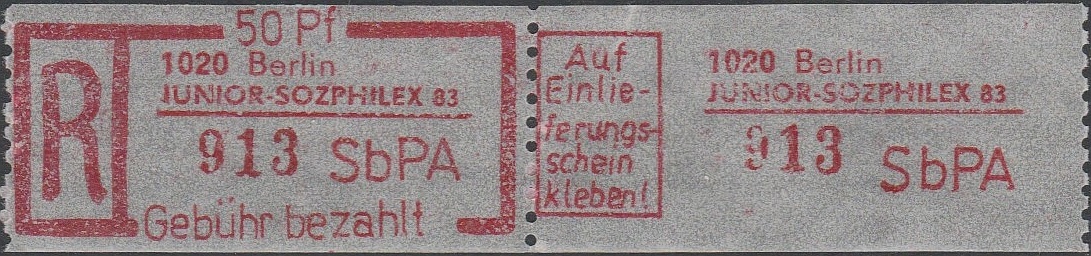 50 Pf
R
1020 Berlin
JUNIOR-SOZPHILEX 83
913 SbPA
Gebühr bezahlt
Auf
Einlie-
ferungs-
schein
kleben!
1020 Berlin
JUNIOR-SOZPHILEX 83
913 SbPA